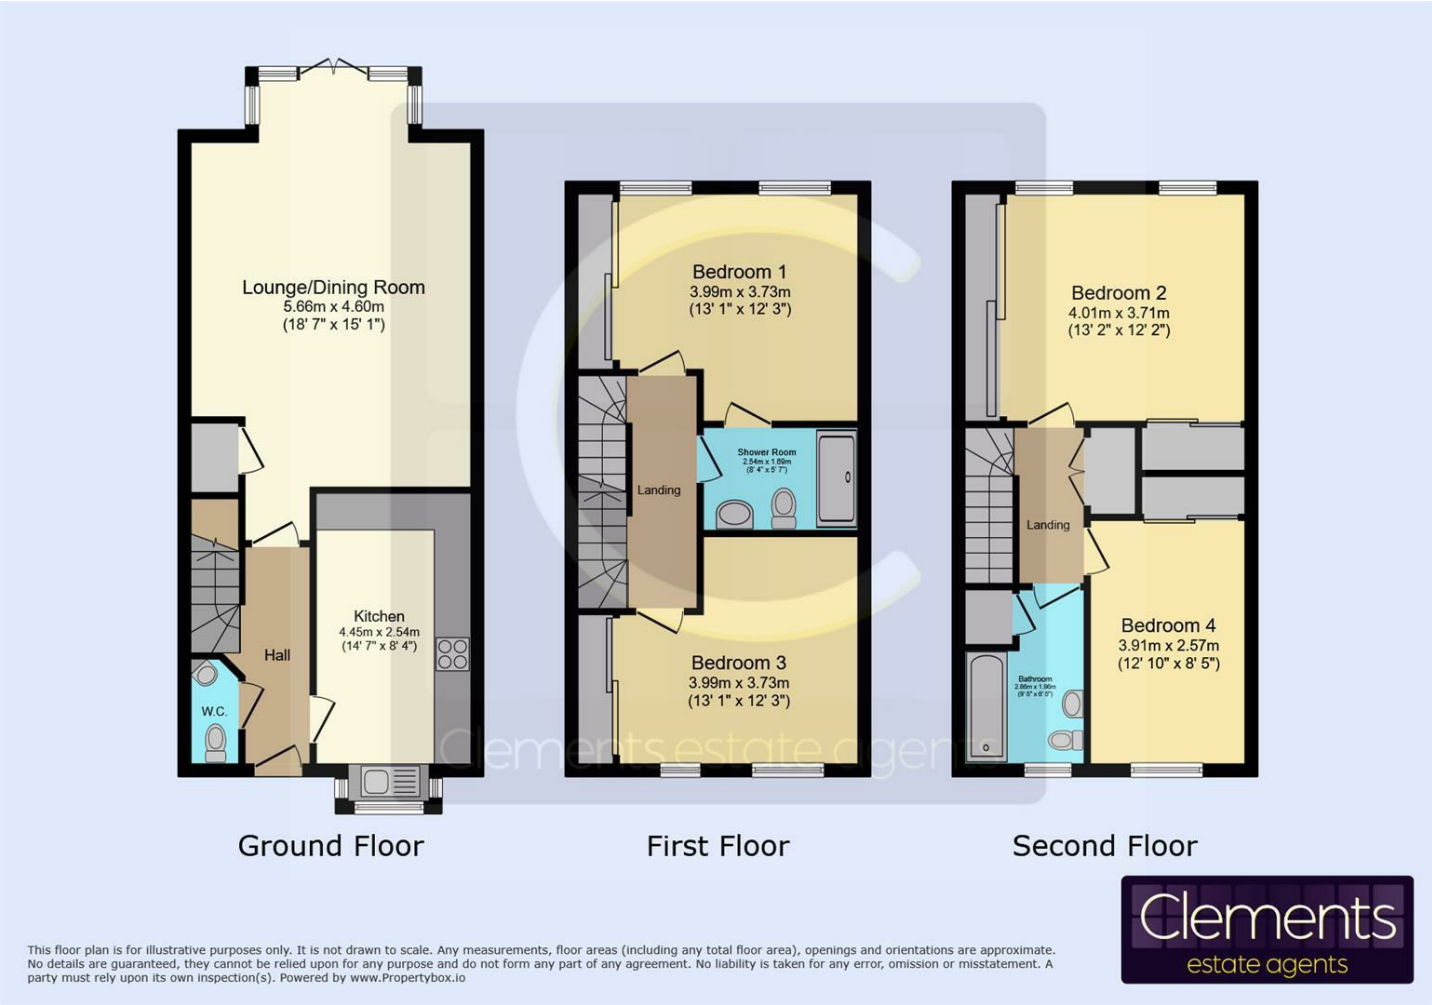 Lounge/Dining Room
5.66m x 4.60m
(18' 7" x 15' 1")
Kitchen
4.45m x 2.54m
(14' 7" x 8' 4")
Hall
W.C.
Ground Floor
Bedroom 1
3.99m x 3.73m
(13' 1" x 12' 3")
Shower Room
2.54m x 1.69m
(8' 4" x 5' 7")
Landing
Bedroom 3
3.99m x 3.73m
(13' 1" x 12' 3")
First Floor
Bedroom 2
4.01m x 3.71m
(13' 2" x 12' 2")
Landing
Bedroom 4
3.91m x 2.57m
(12' 10" x 8' 5")
Bathroom
2.86m x 1.96m
(9' 5" x 6' 5")
Second Floor
Clements estate agents
Clements
estate agents
This floor plan is for illustrative purposes only. It is not drawn to scale. Any measurements, floor areas (including any total floor area), openings and orientations are approximate.
No details are guaranteed, they cannot be relied upon for any purpose and do not form any part of any agreement. No liability is taken for any error, omission or misstatement. A
party must rely upon its own inspection(s). Powered by www.Propertybox.io